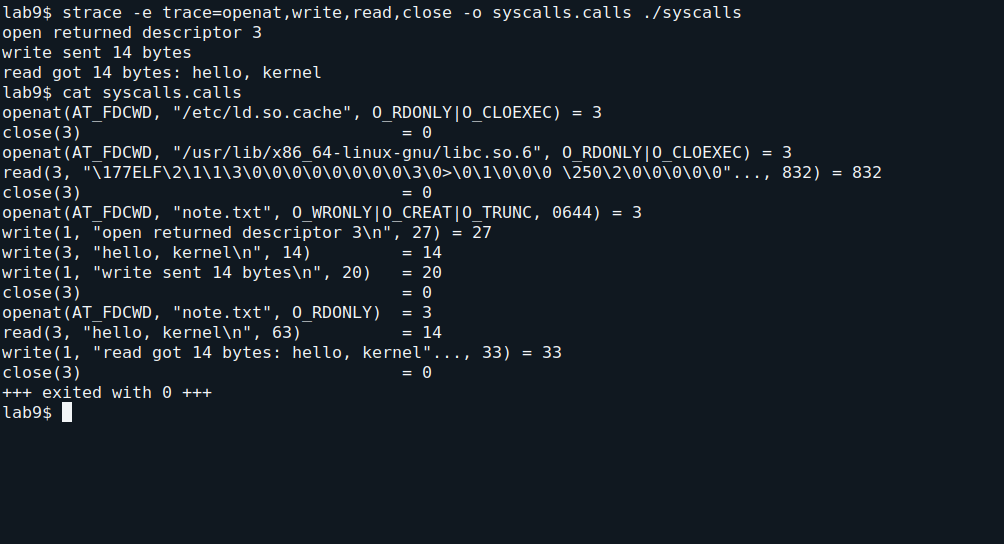 lab9$ strace -e trace=openat,write,read,close -o syscalls.calls ./syscalls
open returned descriptor 3
write sent 14 bytes
read got 14 bytes: hello, kernel
lab9$ cat syscalls.calls
openat(AT_FDCWD, "/etc/ld.so.cache", O_RDONLY|O_CLOEXEC) = 3
close(3)                                = 0
openat(AT_FDCWD, "/usr/lib/x86_64-linux-gnu/libc.so.6", O_RDONLY|O_CLOEXEC) = 3
read(3, "\177ELF\2\1\1\3\0\0\0\0\0\0\0\0\3\0>\0\1\0\0\0 \250\2\0\0\0\0\0"..., 832) = 832
close(3)                                = 0
openat(AT_FDCWD, "note.txt", O_WRONLY|O_CREAT|O_TRUNC, 0644) = 3
write(1, "open returned descriptor 3\n", 27) = 27
write(3, "hello, kernel\n", 14)         = 14
write(1, "write sent 14 bytes\n", 20)   = 20
close(3)                                = 0
openat(AT_FDCWD, "note.txt", O_RDONLY)  = 3
read(3, "hello, kernel\n", 63)          = 14
write(1, "read got 14 bytes: hello, kernel"..., 33) = 33
close(3)                                = 0
+++ exited with 0 +++
lab9$